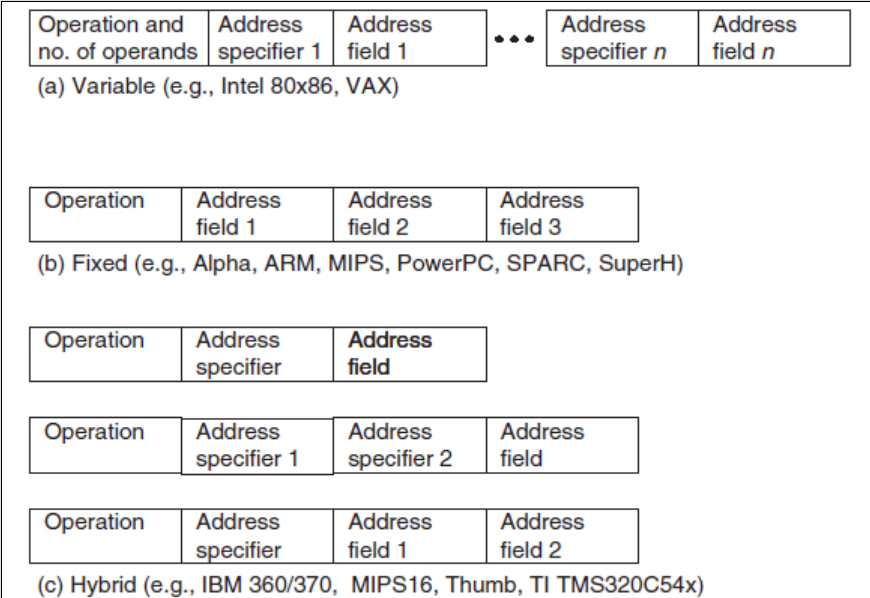 Operation and no. of operands Address specifier 1 Address field 1 ••• Address specifier n Address field n
(a) Variable (e.g., Intel 80x86, VAX)
Operation Address field 1 Address field 2 Address field 3
(b) Fixed (e.g., Alpha, ARM, MIPS, PowerPC, SPARC, SuperH)
Operation Address specifier Address field
Operation Address specifier 1 Address specifier 2 Address field
Operation Address specifier Address field 1 Address field 2
(c) Hybrid (e.g., IBM 360/370, MIPS16, Thumb, TI TMS320C54x)